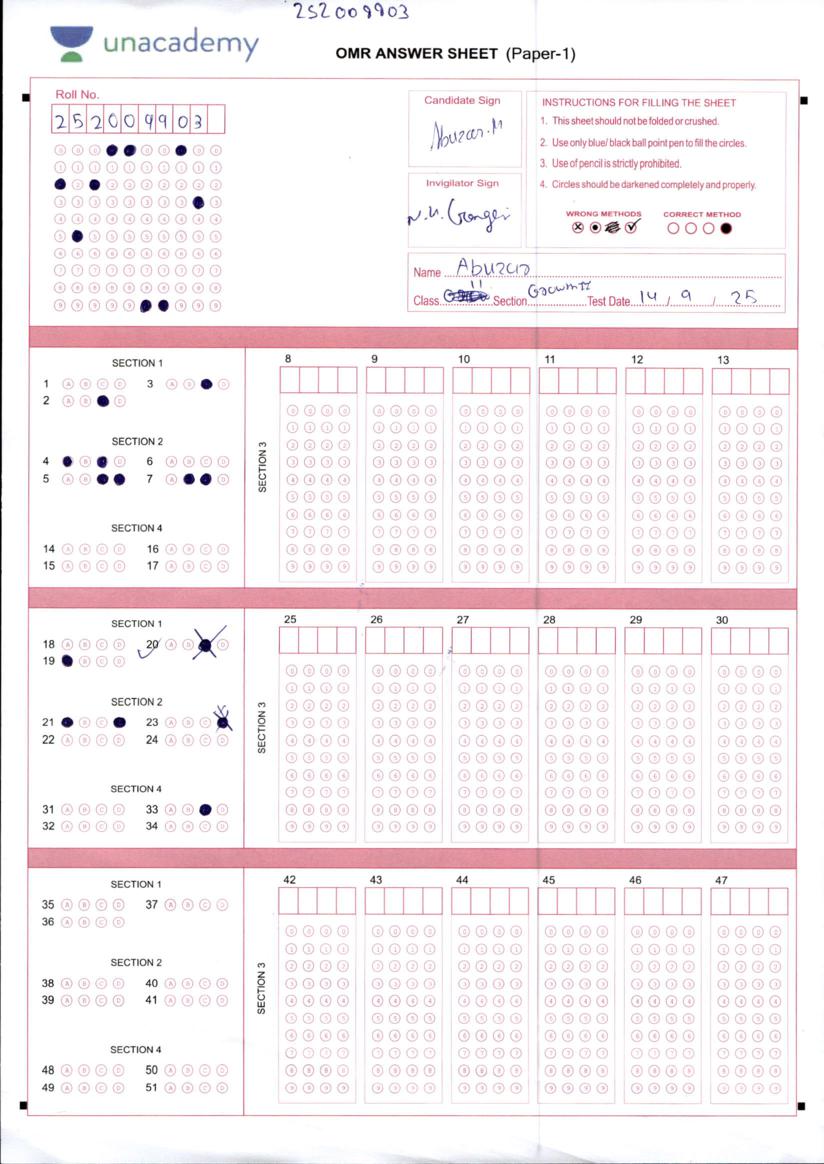 252009903
unacademy
OMR ANSWER SHEET (Paper-1)
Roll No.
2 5 2 0 0 9 9 0 3
Candidate Sign
Abuzar.M
Invigilator Sign
INSTRUCTIONS FOR FILLING THE SHEET
1. This sheet should not be folded or crushed.
2. Use only blue/ black ball point pen to fill the circles.
3. Use of pencil is strictly prohibited.
4. Circles should be darkened completely and properly.
WRONG METHODS CORRECT METHOD
Name Abuzar
Class 11 Section Test Date 14 / 9 / 25
SECTION 1
1 A B C D 3 A B D
2 A B D
SECTION 2
4 B D 6 A B C D
5 A B 7 A D
SECTION 4
14 A B C D 16 A B C D
15 A B C D 17 A B C D
SECTION 3
8 9 10 11 12 13
SECTION 1
18 A B C D 20 A B D
19 B C D
SECTION 2
21 B C 23 A B C
22 A B C D 24 A B C D
SECTION 4
31 A B C D 33 A B D
32 A B C D 34 A B C D
SECTION 3
25 26 27 28 29 30
SECTION 1
35 A B C D 37 A B C D
36 A B C D
SECTION 2
38 A B C D 40 A B C D
39 A B C D 41 A B C D
SECTION 4
48 A B C D 50 A B C D
49 A B C D 51 A B C D
SECTION 3
42 43 44 45 46 47